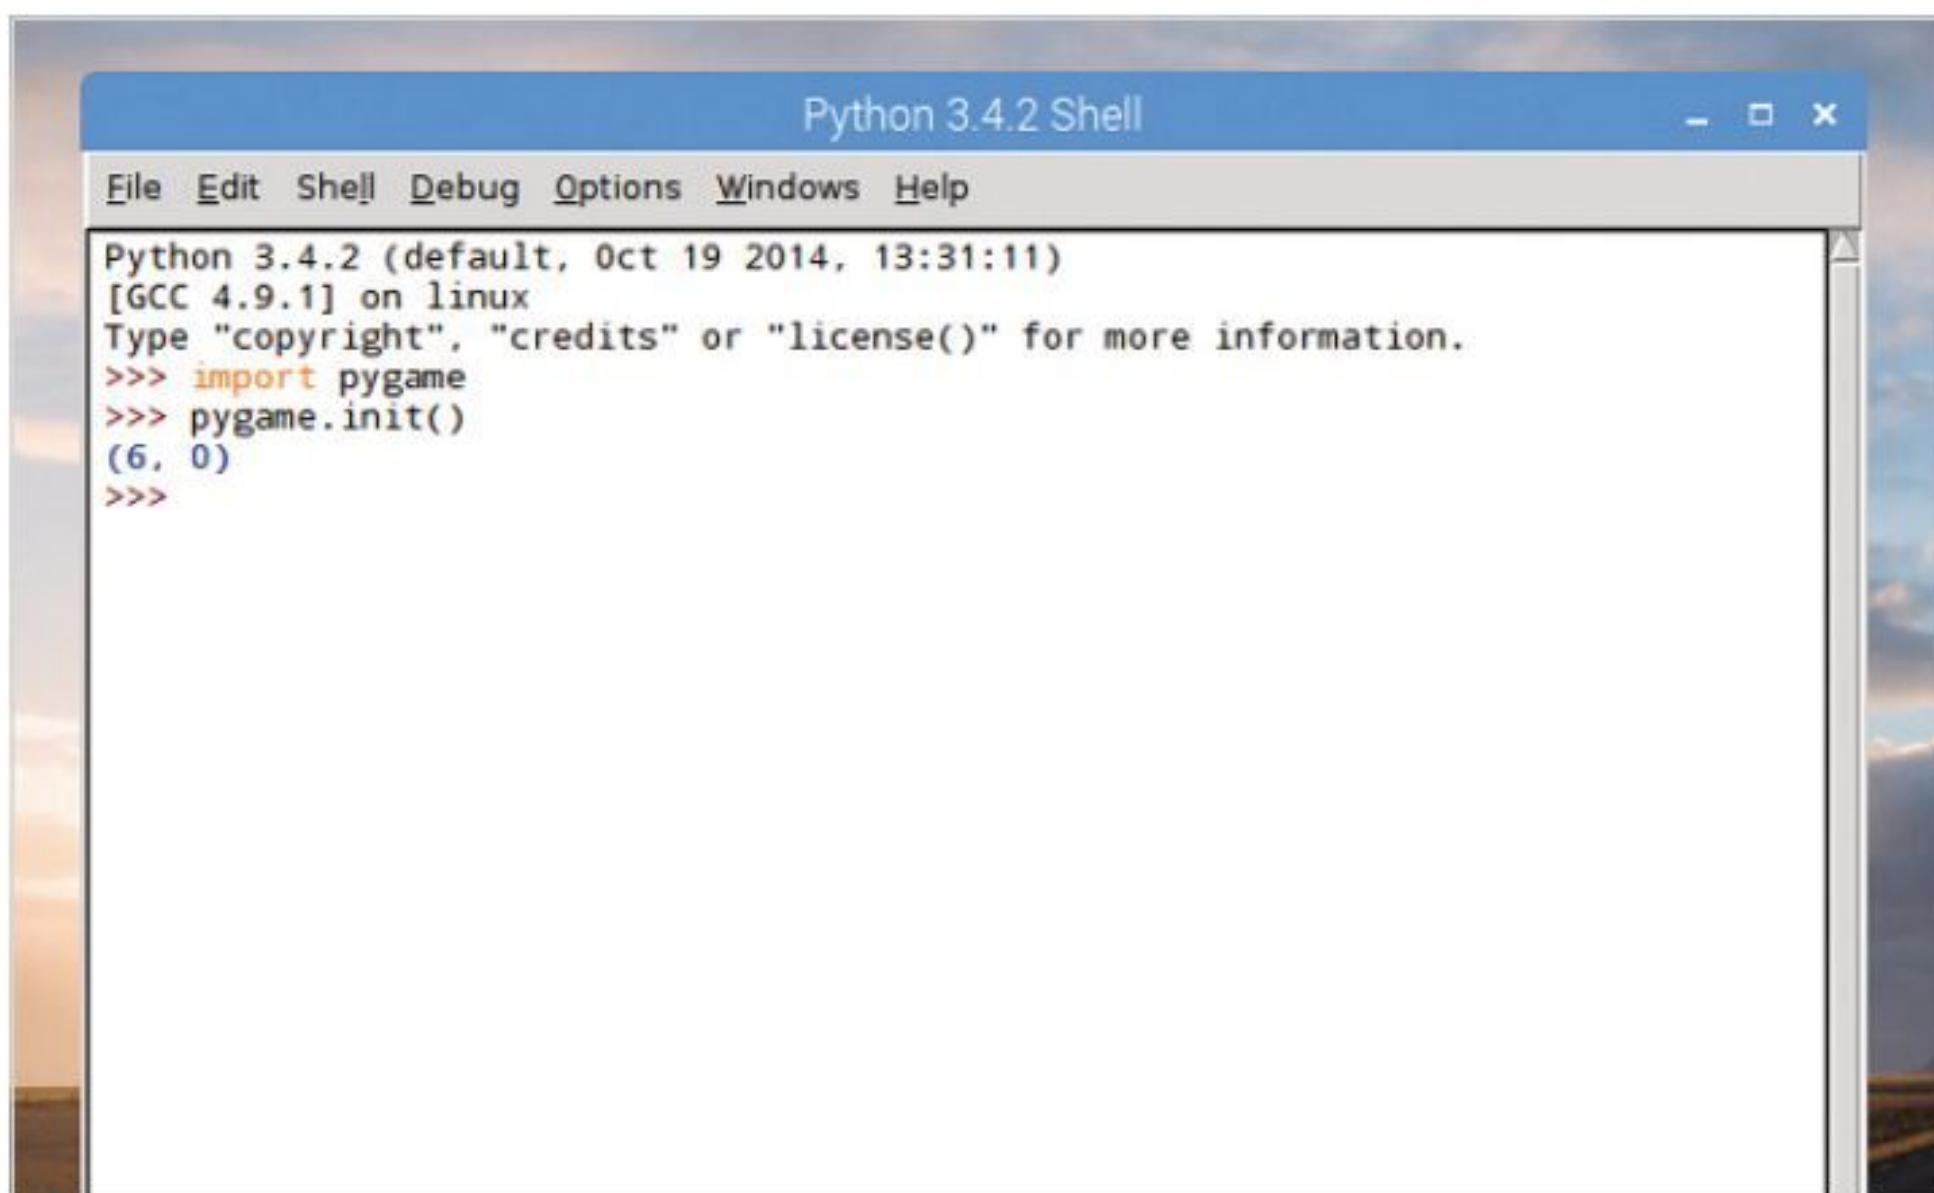 Python 3.4.2 Shell
File Edit Shell Debug Options Windows Help
Python 3.4.2 (default, Oct 19 2014, 13:31:11)
[GCC 4.9.1] on linux
Type "copyright", "credits" or "license()" for more information.
>>> import pygame
>>> pygame.init()
(6, 0)
>>>